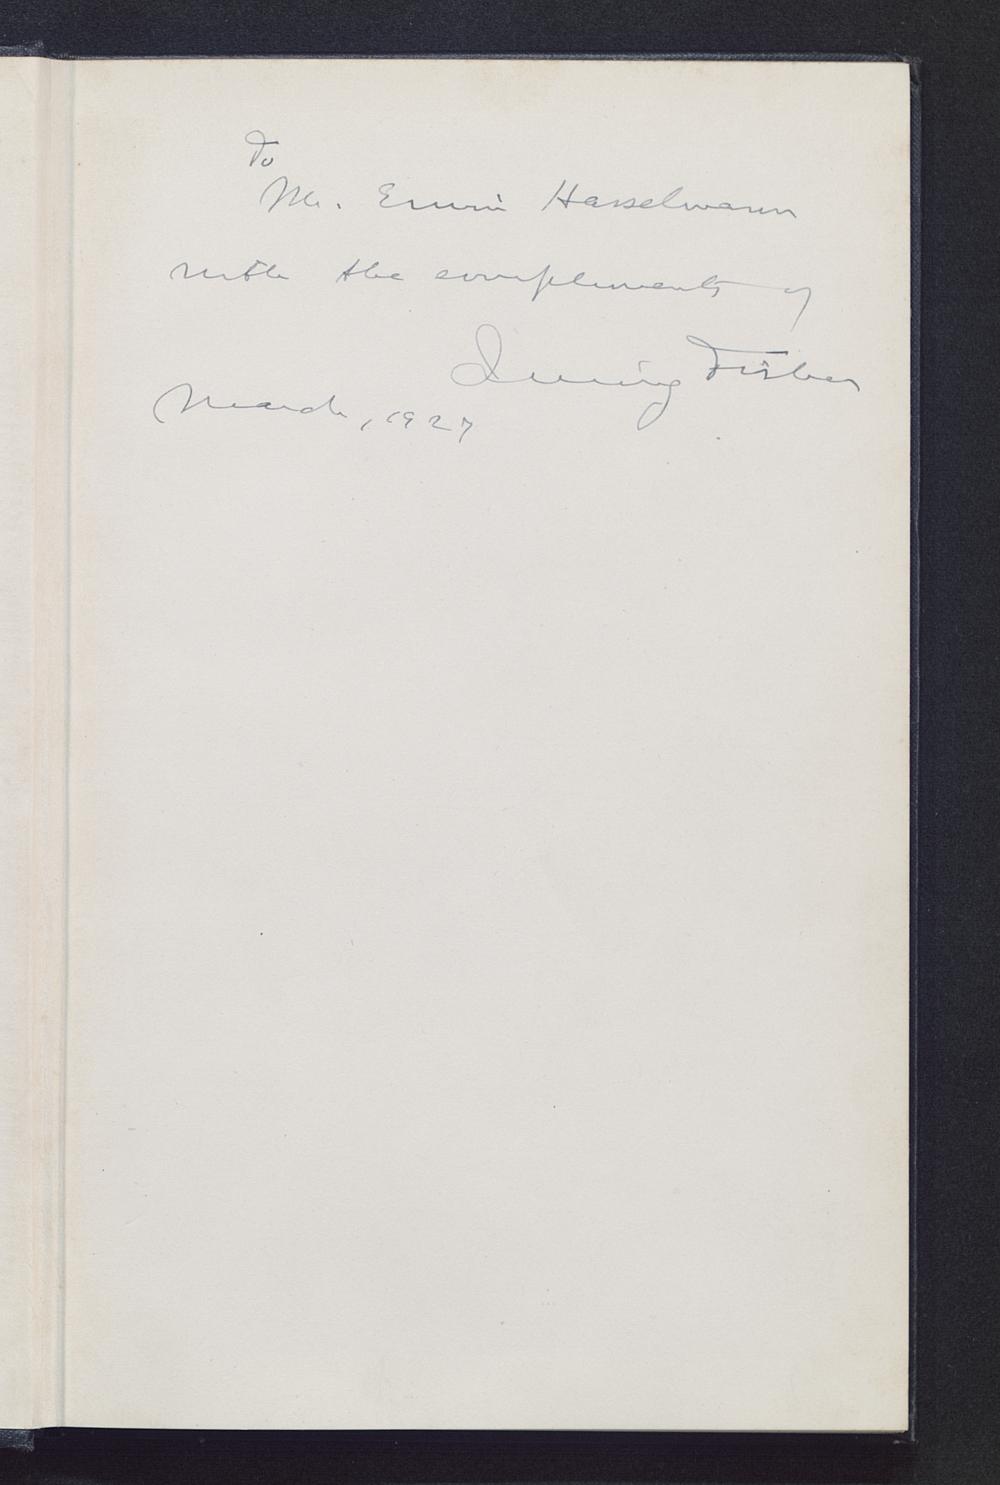 To
Mr. Erwin Hasselmann
with the compliments of
Irving Fisher
March, 1927